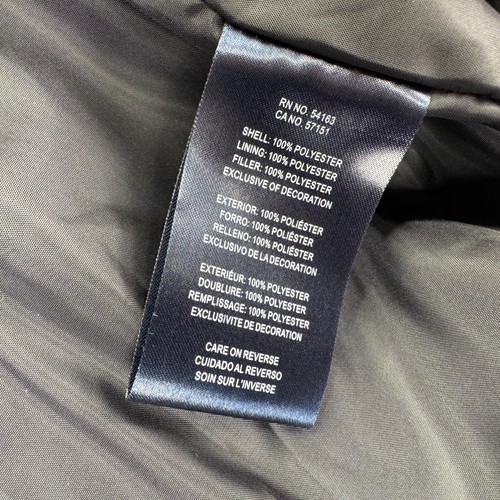 RN NO: 54163
CA NO. 57151
SHELL: 100% POLYESTER
LINING: 100% POLYESTER
FILLER: 100% POLYESTER
EXCLUSIVE OF DECORATION
EXTERIOR: 100% POLIÉSTER
FORRO: 100% POLIÉSTER
RELLENO: 100% POLIÉSTER
EXCLUSIVO DE LA DECORATION
EXTERIEUR: 100% POLYESTER
DOUBLURE: 100% POLYESTER
REMPLISSAGE: 100% POLYESTER
EXCLUSIVITE DE DECORATION
CARE ON REVERSE
CUIDADO AL REVERSO
SOIN SUR L'INVERSE